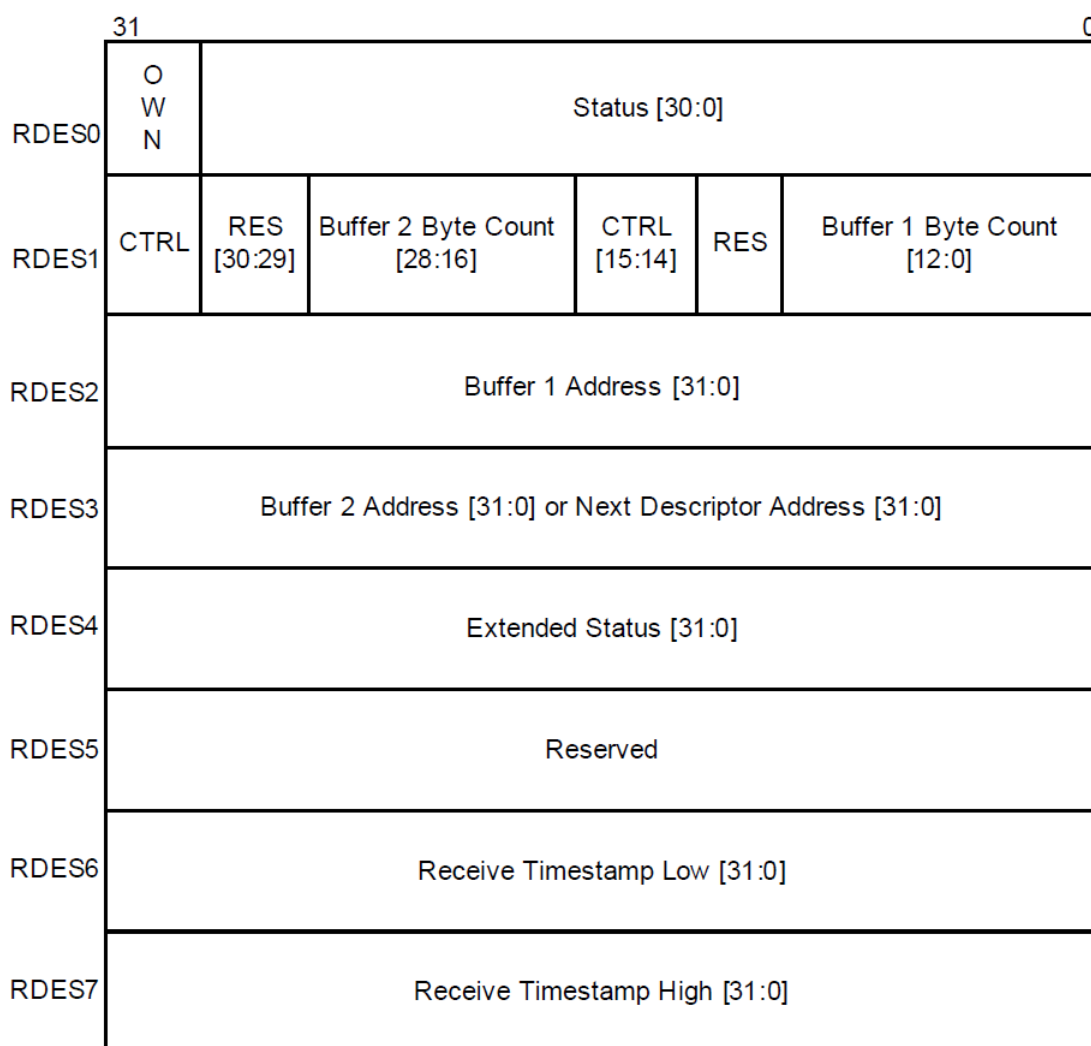 31 0
RDES0
O
W
N
Status [30:0]
RDES1
CTRL
RES
[30:29]
Buffer 2 Byte Count
[28:16]
CTRL
[15:14]
RES
Buffer 1 Byte Count
[12:0]
RDES2
Buffer 1 Address [31:0]
RDES3
Buffer 2 Address [31:0] or Next Descriptor Address [31:0]
RDES4
Extended Status [31:0]
RDES5
Reserved
RDES6
Receive Timestamp Low [31:0]
RDES7
Receive Timestamp High [31:0]